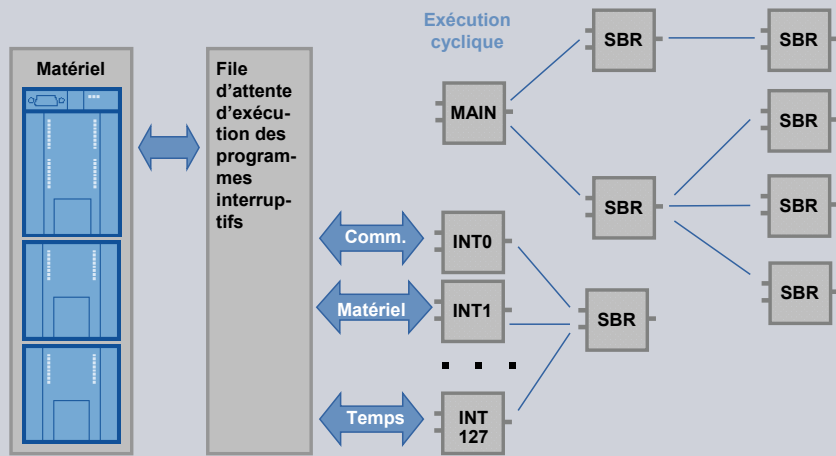 Matériel
File
d'attente
d'exécu-
tion des
program-
mes
interrup-
tifs
Exécution
cyclique
MAIN
SBR
SBR
SBR
SBR
SBR
SBR
Comm.
INT0
Matériel
INT1
SBR
. . .
Temps
INT
127